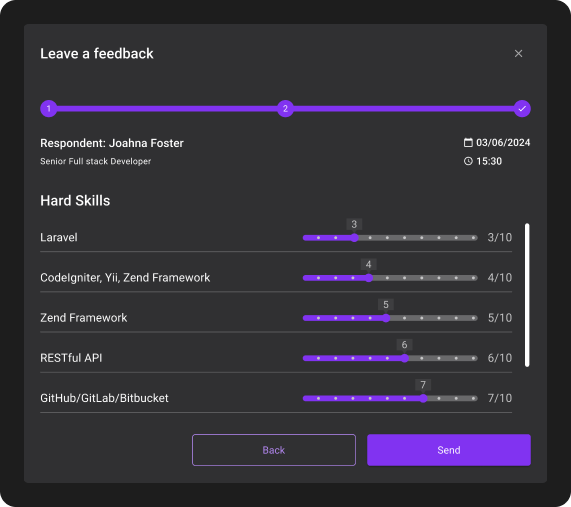 Leave a feedback
1 2
Respondent: Joahna Foster 03/06/2024
Senior Full stack Developer 15:30
Hard Skills
3
Laravel 3/10
4
CodeIgniter, Yii, Zend Framework 4/10
5
Zend Framework 5/10
6
RESTful API 6/10
7
GitHub/GitLab/Bitbucket 7/10
Back Send